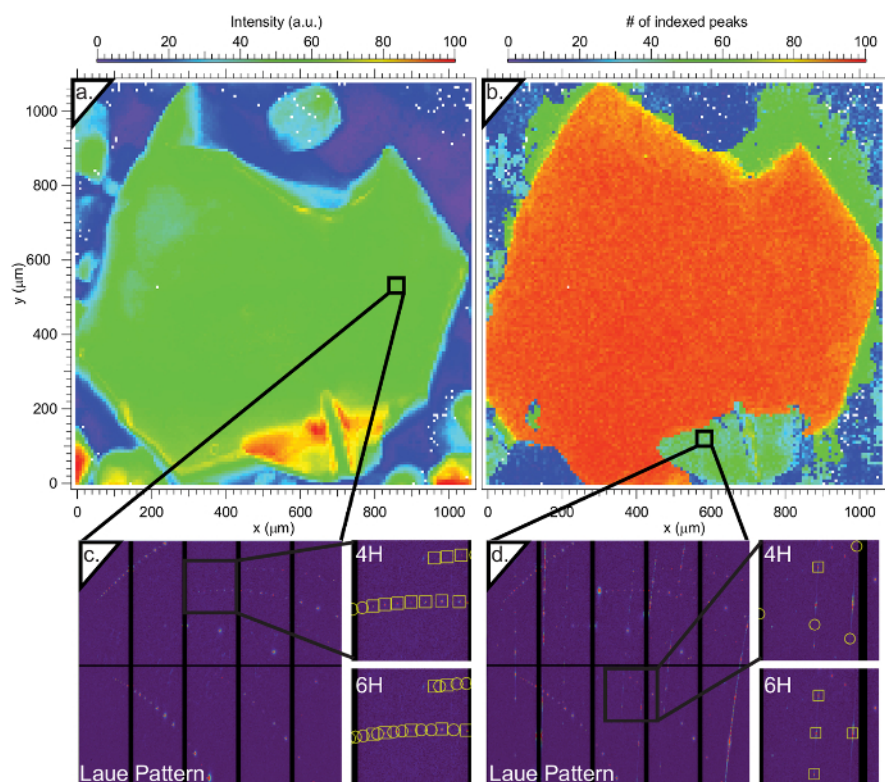 Intensity (a.u.)
0 20 40 60 80 100
# of indexed peaks
0 20 40 60 80 100
a.
b.
1000
800
600
400
200
0
y (µm)
0 200 400 600 800 1000
x (µm)
0 200 400 600 800 1000
x (µm)
c.
4H
6H
Laue Pattern
d.
4H
6H
Laue Pattern